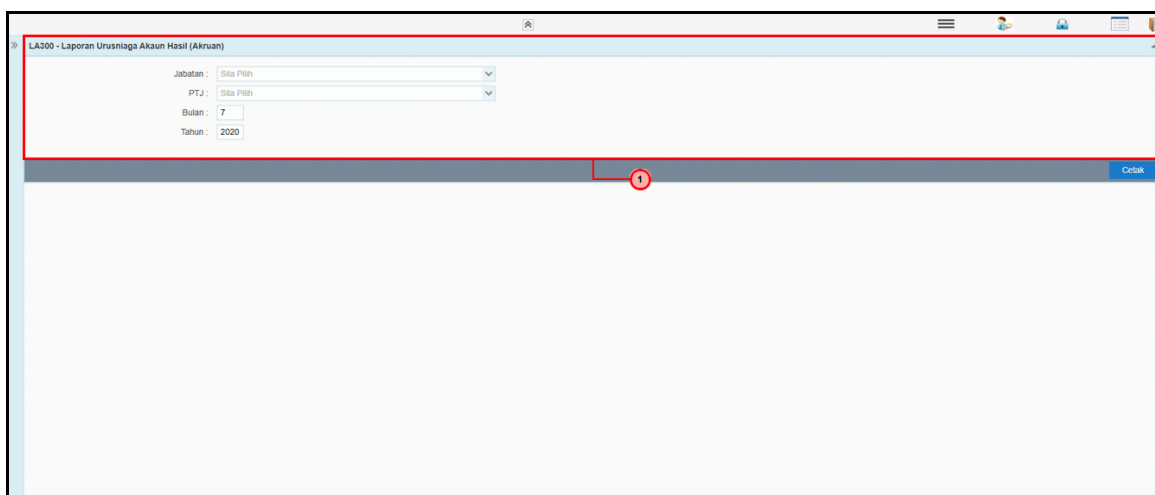 LA300 - Laporan Urusniaga Akaun Hasil (Akruan)
Jabatan : Sila Pilih
PTJ : Sila Pilih
Bulan : 7
Tahun : 2020
1
Cetak